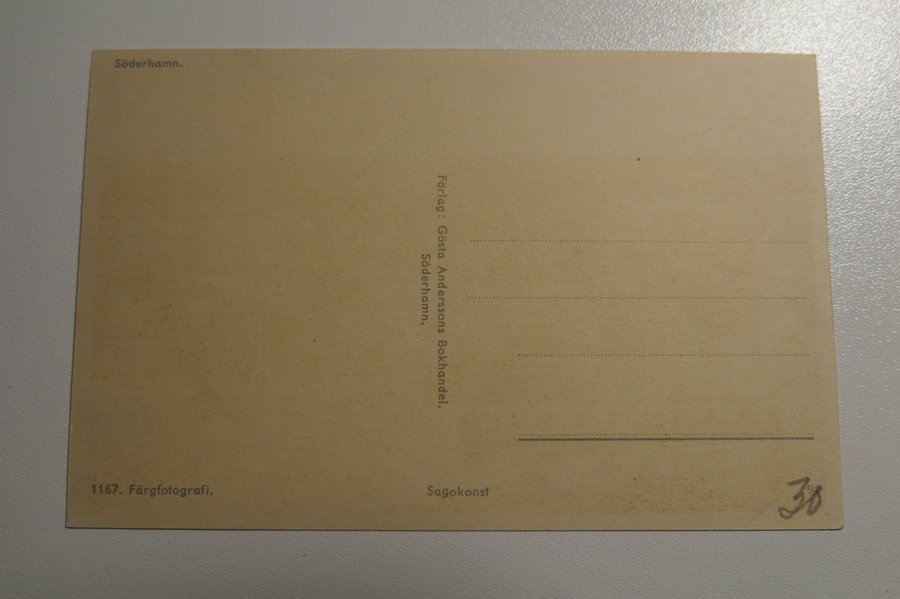 Söderhamn.
Förlag: Gösta Anderssons Bokhandel.
Söderhamn.
1167. Färgfotografi.
Sagokonst
30